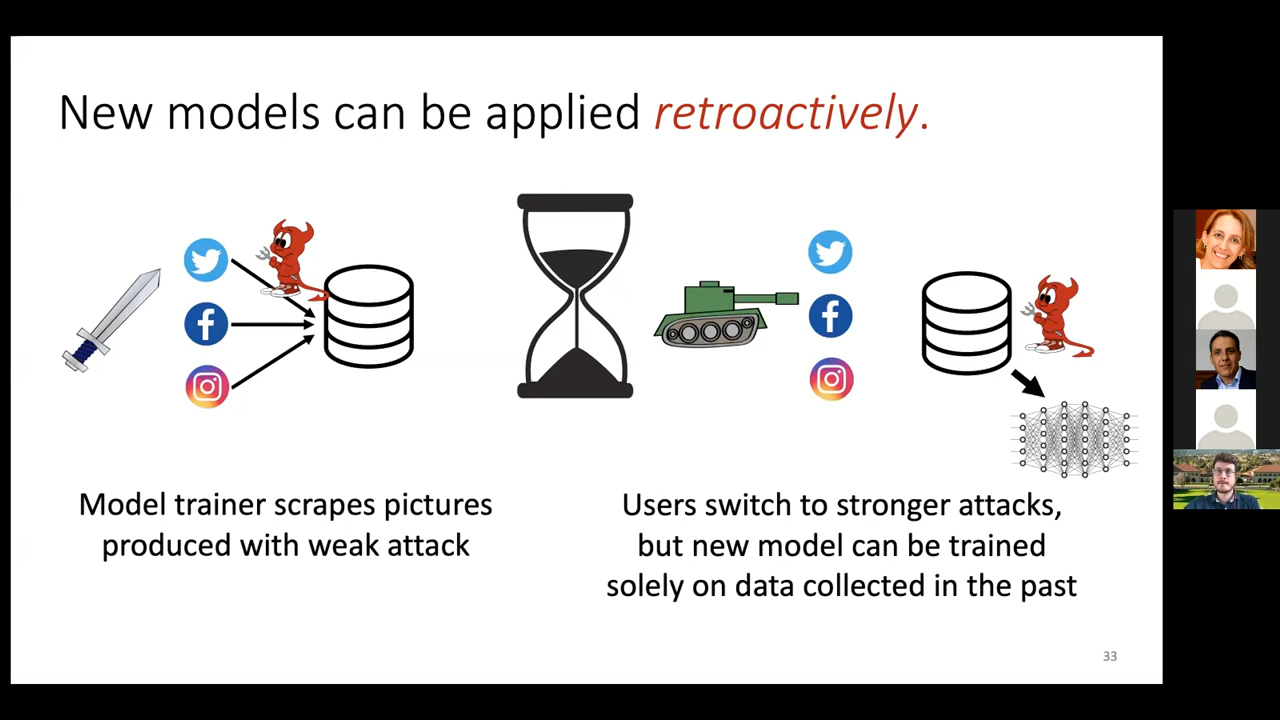 New models can be applied retroactively.
Model trainer scrapes pictures
produced with weak attack
Users switch to stronger attacks,
but new model can be trained
solely on data collected in the past
33